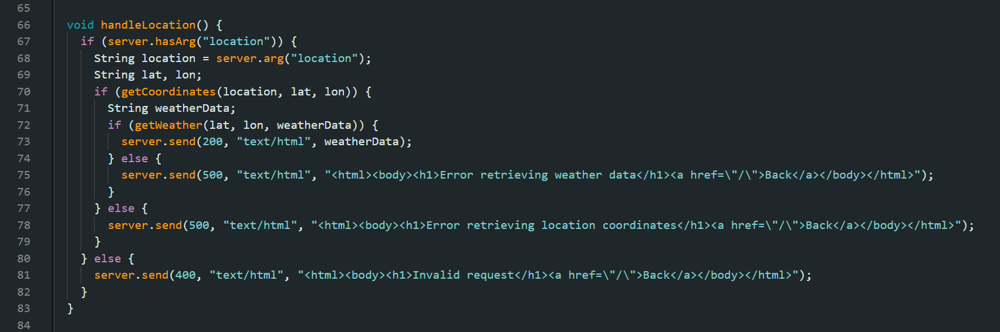 65
66 void handleLocation() {
67 if (server.hasArg("location")) {
68 String location = server.arg("location");
69 String lat, lon;
70 if (getCoordinates(location, lat, lon)) {
71 String weatherData;
72 if (getWeather(lat, lon, weatherData)) {
73 server.send(200, "text/html", weatherData);
74 } else {
75 server.send(500, "text/html", "<html><body><h1>Error retrieving weather data</h1><a href=\"/\">Back</a></body></html>");
76 }
77 } else {
78 server.send(500, "text/html", "<html><body><h1>Error retrieving location coordinates</h1><a href=\"/\">Back</a></body></html>");
79 }
80 } else {
81 server.send(400, "text/html", "<html><body><h1>Invalid request</h1><a href=\"/\">Back</a></body></html>");
82 }
83 }
84